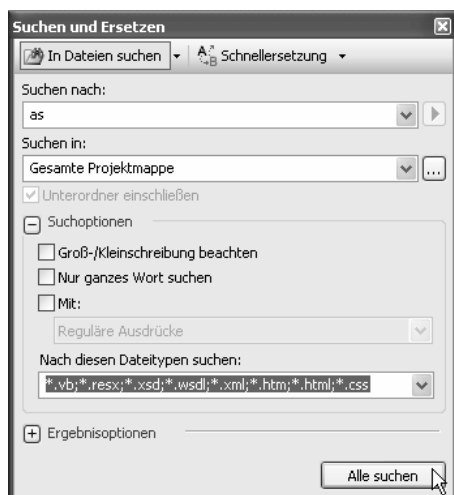 Suchen und Ersetzen
In Dateien suchen Schnellersetzung
Suchen nach:
as
Suchen in:
Gesamte Projektmappe
...
Unterordner einschließen
Suchoptionen
Groß-/Kleinschreibung beachten
Nur ganzes Wort suchen
Mit:
Reguläre Ausdrücke
Nach diesen Dateitypen suchen:
*.vb;*.resx;*.xsd;*.wsdl;*.xml;*.htm;*.html;*.css
Ergebnisoptionen
Alle suchen